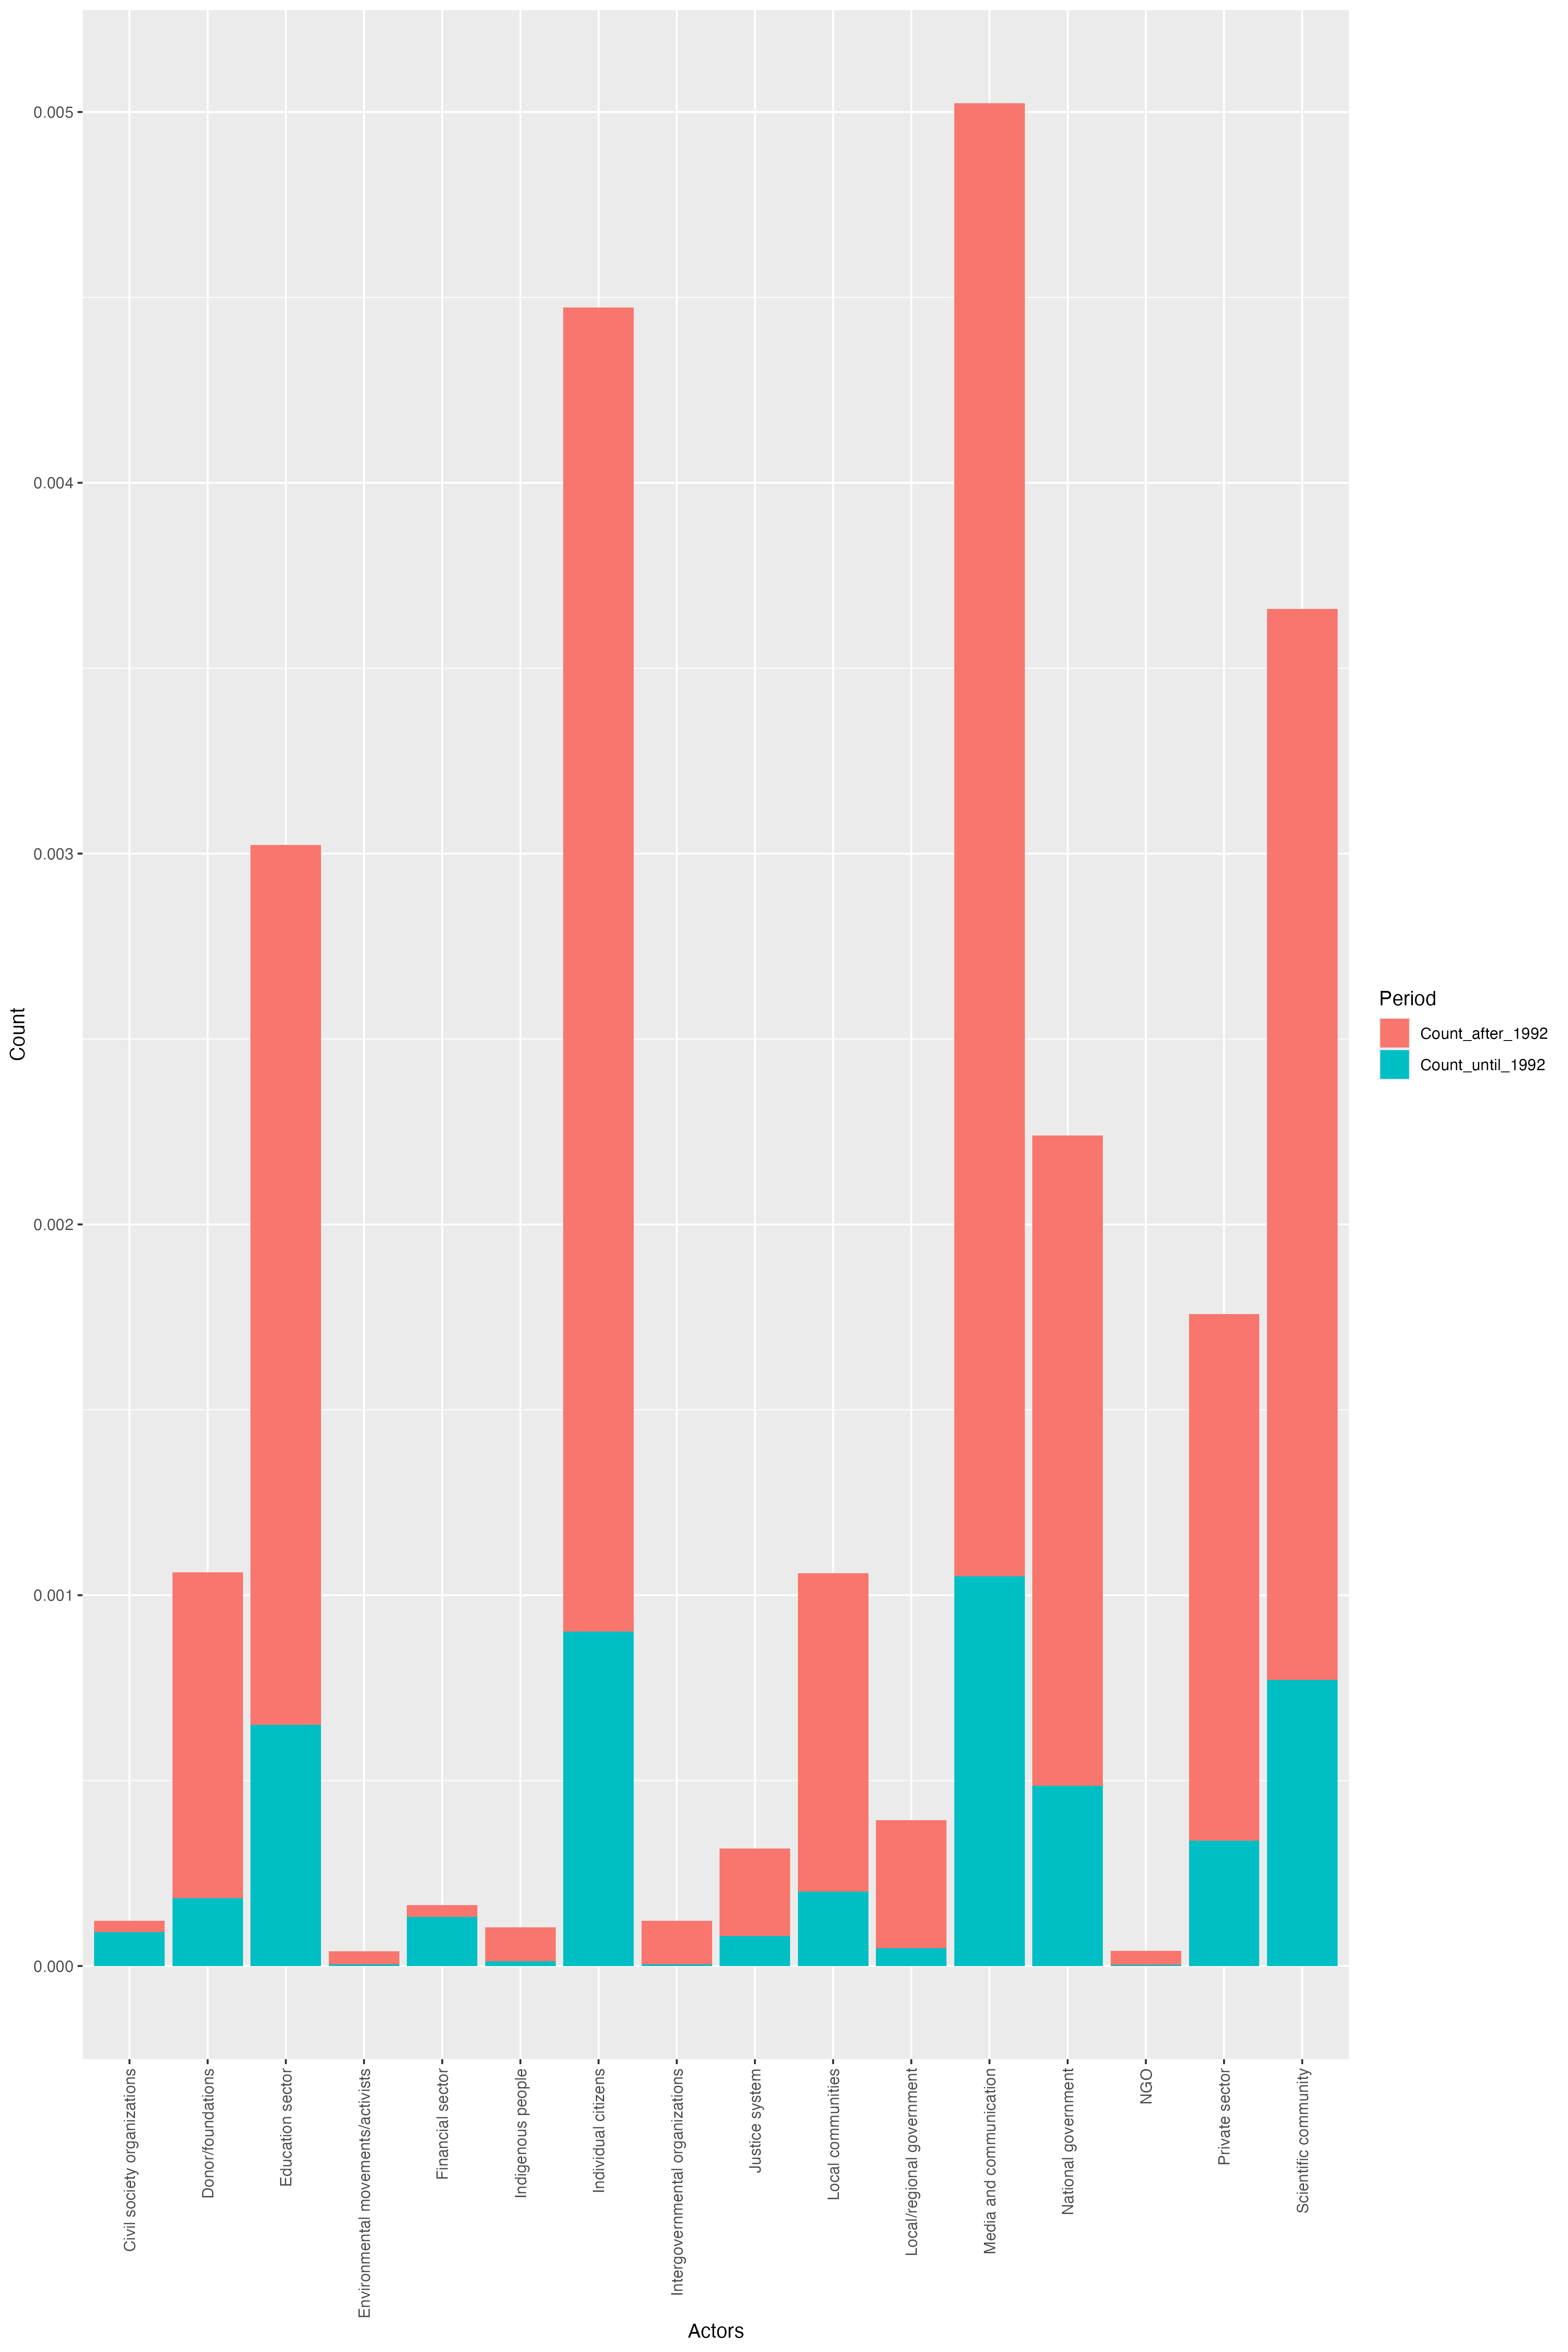 0.005
0.004
0.003
0.002
0.001
0.000
Count
Civil society organizations
Donor/foundations
Education sector
Environmental movements/activists
Financial sector
Indigenous people
Individual citizens
Intergovernmental organizations
Justice system
Local communities
Local/regional government
Media and communication
National government
NGO
Private sector
Scientific community
Actors
Period
Count_after_1992
Count_until_1992